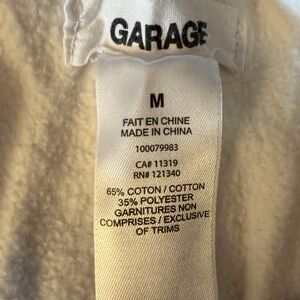 GARAGE
M
FAIT EN CHINE
MADE IN CHINA
100079983
CA# 11319
RN# 121340
65% COTON / COTTON
35% POLYESTER
GARNITURES NON
COMPRISES / EXCLUSIVE
OF TRIMS